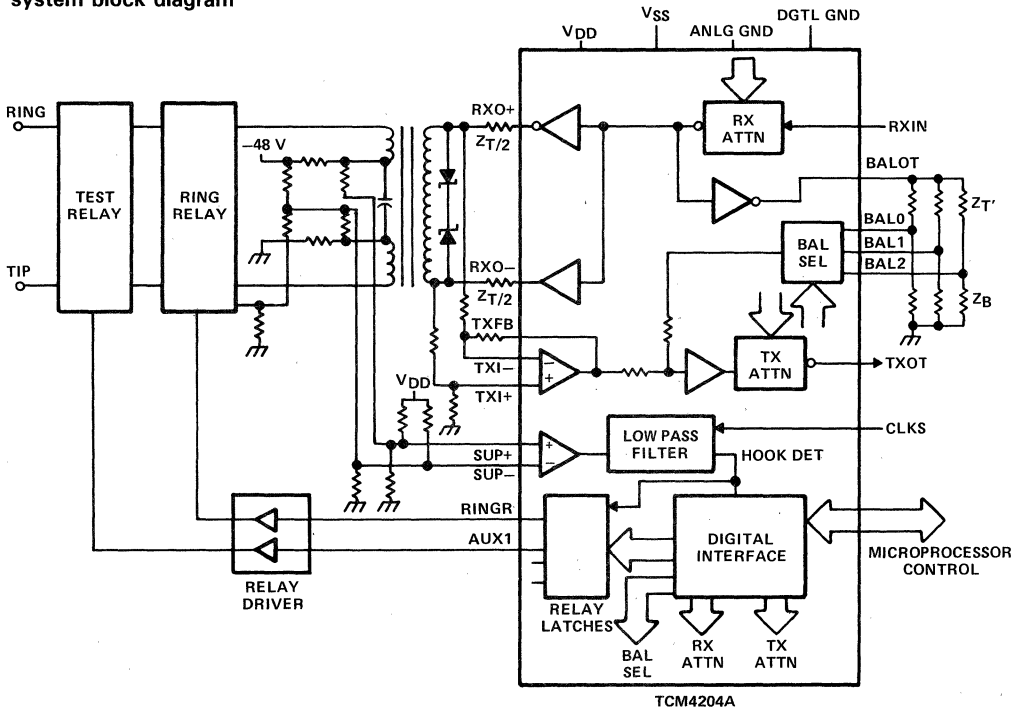 system block diagram
VDD
VSS
ANLG GND
DGTL GND
RING
TEST
RELAY
RING
RELAY
–48 V
TIP
RXO+
ZT/2
RXO–
ZT/2
TXFB
TXI–
TXI+
VDD
SUP+
SUP–
RINGR
AUX1
RELAY
DRIVER
RX
ATTN
RXIN
BALOT
BAL0
BAL1
BAL2
ZT'
ZB
BAL
SEL
TX
ATTN
TXOT
– +
LOW PASS
FILTER
CLKS
HOOK DET
+ –
DIGITAL
INTERFACE
MICROPROCESSOR
CONTROL
RELAY
LATCHES
BAL
SEL
RX
ATTN
TX
ATTN
TCM4204A